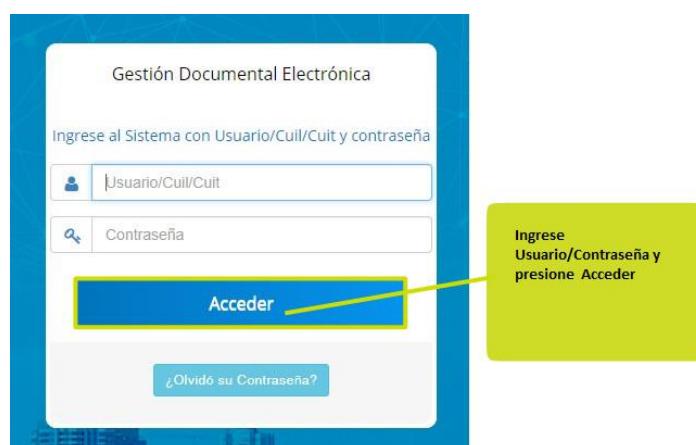 Gestión Documental Electrónica
Ingrese al Sistema con Usuario/Cuil/Cuit y contraseña
Usuario/Cuil/Cuit
Contraseña
Acceder
¿Olvidó su Contraseña?
Ingrese
Usuario/Contraseña y
presione Acceder